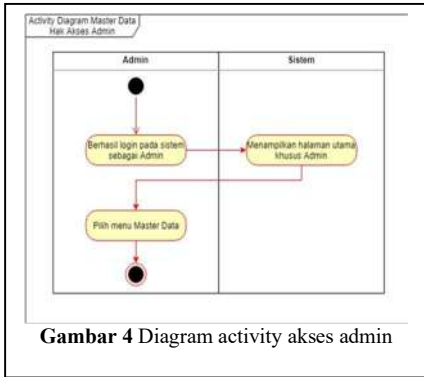 Activity Diagram Master Data
Hak Akses Admin
Admin
Sistem
Berhasil login pada sistem
sebagai Admin
Menampilkan halaman utama
khusus Admin
Pilih menu Master Data
Gambar 4 Diagram activity akses admin